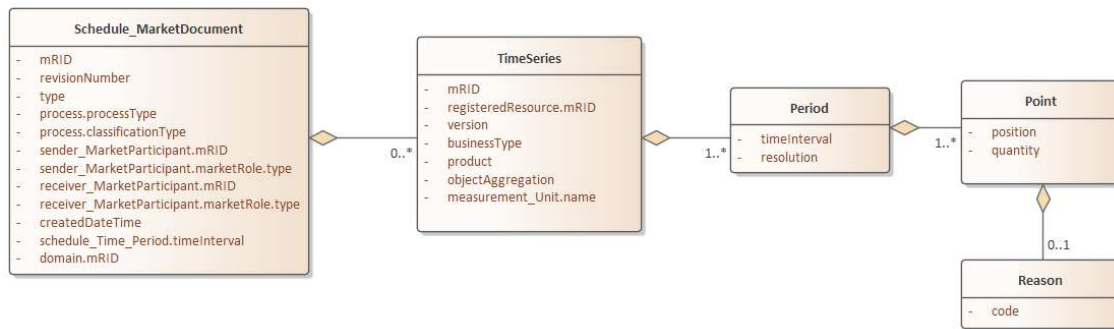 Schedule_MarketDocument
- mRID
- revisionNumber
- type
- process.processType
- process.classificationType
- sender_MarketParticipant.mRID
- sender_MarketParticipant.marketRole.type
- receiver_MarketParticipant.mRID
- receiver_MarketParticipant.marketRole.type
- createdDateTime
- schedule_Time_Period.timeInterval
- domain.mRID
0..*
TimeSeries
- mRID
- registeredResource.mRID
- version
- businessType
- product
- objectAggregation
- measurement_Unit.name
1..*
Period
- timeInterval
- resolution
1..*
Point
- position
- quantity
0..1
Reason
- code